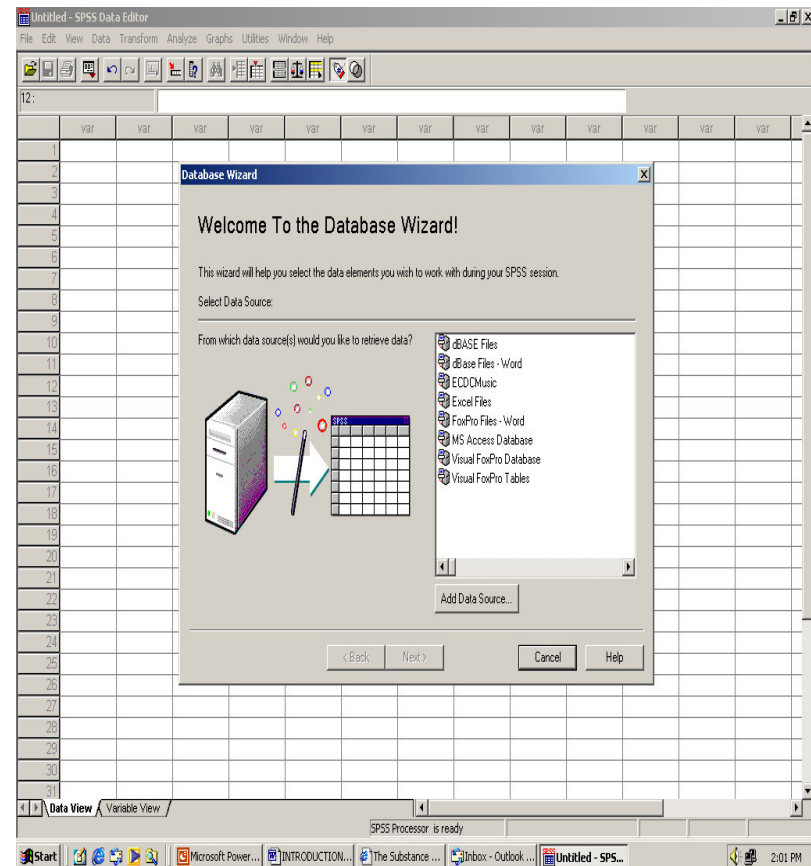 Untitled - SPSS Data Editor
File Edit View Data Transform Analyze Graphs Utilities Window Help
12 :
var var var var var var var var var var var var var
1
2
Database Wizard
3
4
Welcome To the Database Wizard!
5
6
This wizard will help you select the data elements you wish to work with during your SPSS session.
7
Select Data Source:
8
9
From which data source(s) would you like to retrieve data?
10
dBASE Files
11
dBase Files - Word
12
ECDCMusic
13
Excel Files
14
FoxPro Files - Word
SPSS
15
MS Access Database
16
Visual FoxPro Database
17
Visual FoxPro Tables
18
19
20
21
22
Add Data Source...
23
24
25
< Back Next > Cancel Help
26
27
28
29
30
31
Data View Variable View
SPSS Processor is ready
Start Microsoft Power... INTRODUCTION... The Substance ... Inbox - Outlook ... Untitled - SPS... 2:01 PM